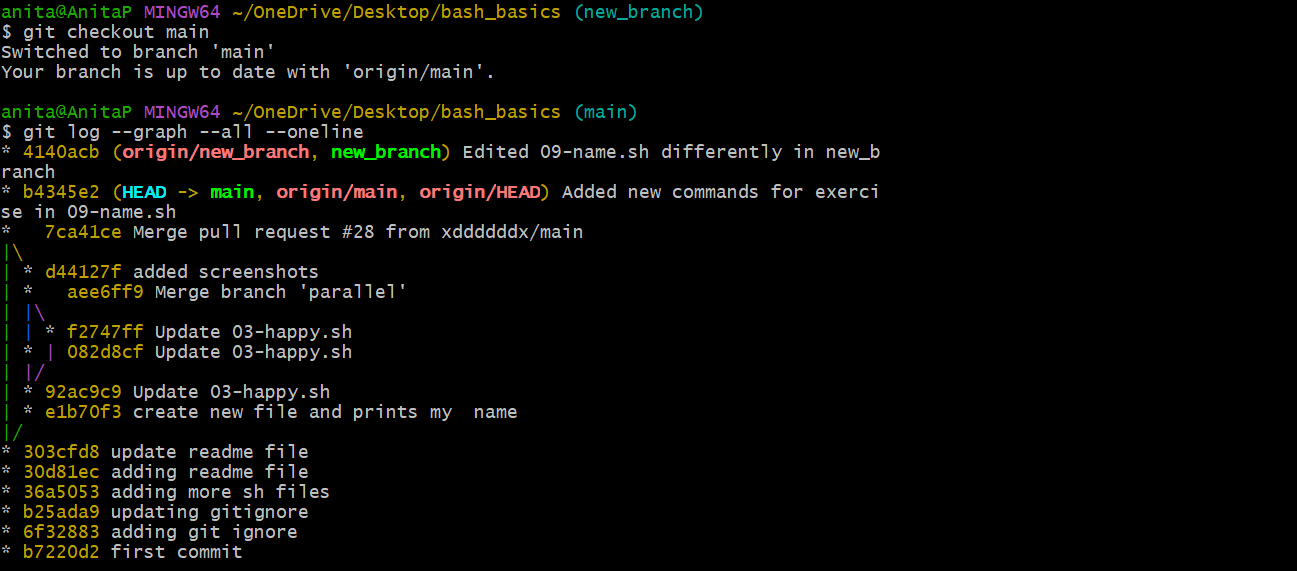 anita@AnitaP MINGW64 ~/OneDrive/Desktop/bash_basics (new_branch)
$ git checkout main
Switched to branch 'main'
Your branch is up to date with 'origin/main'.

anita@AnitaP MINGW64 ~/OneDrive/Desktop/bash_basics (main)
$ git log --graph --all --oneline
* 4140acb (origin/new_branch, new_branch) Edited 09-name.sh differently in new_b
ranch
* b4345e2 (HEAD -> main, origin/main, origin/HEAD) Added new commands for exerci
se in 09-name.sh
*   7ca41ce Merge pull request #28 from xddddddx/main
|\
| * d44127f added screenshots
| *   aee6ff9 Merge branch 'parallel'
| |\
| | * f2747ff Update 03-happy.sh
| * | 082d8cf Update 03-happy.sh
| |/
| * 92ac9c9 Update 03-happy.sh
| * e1b70f3 create new file and prints my  name
|/
* 303cfd8 update readme file
* 30d81ec adding readme file
* 36a5053 adding more sh files
* b25ada9 updating gitignore
* 6f32883 adding git ignore
* b7220d2 first commit